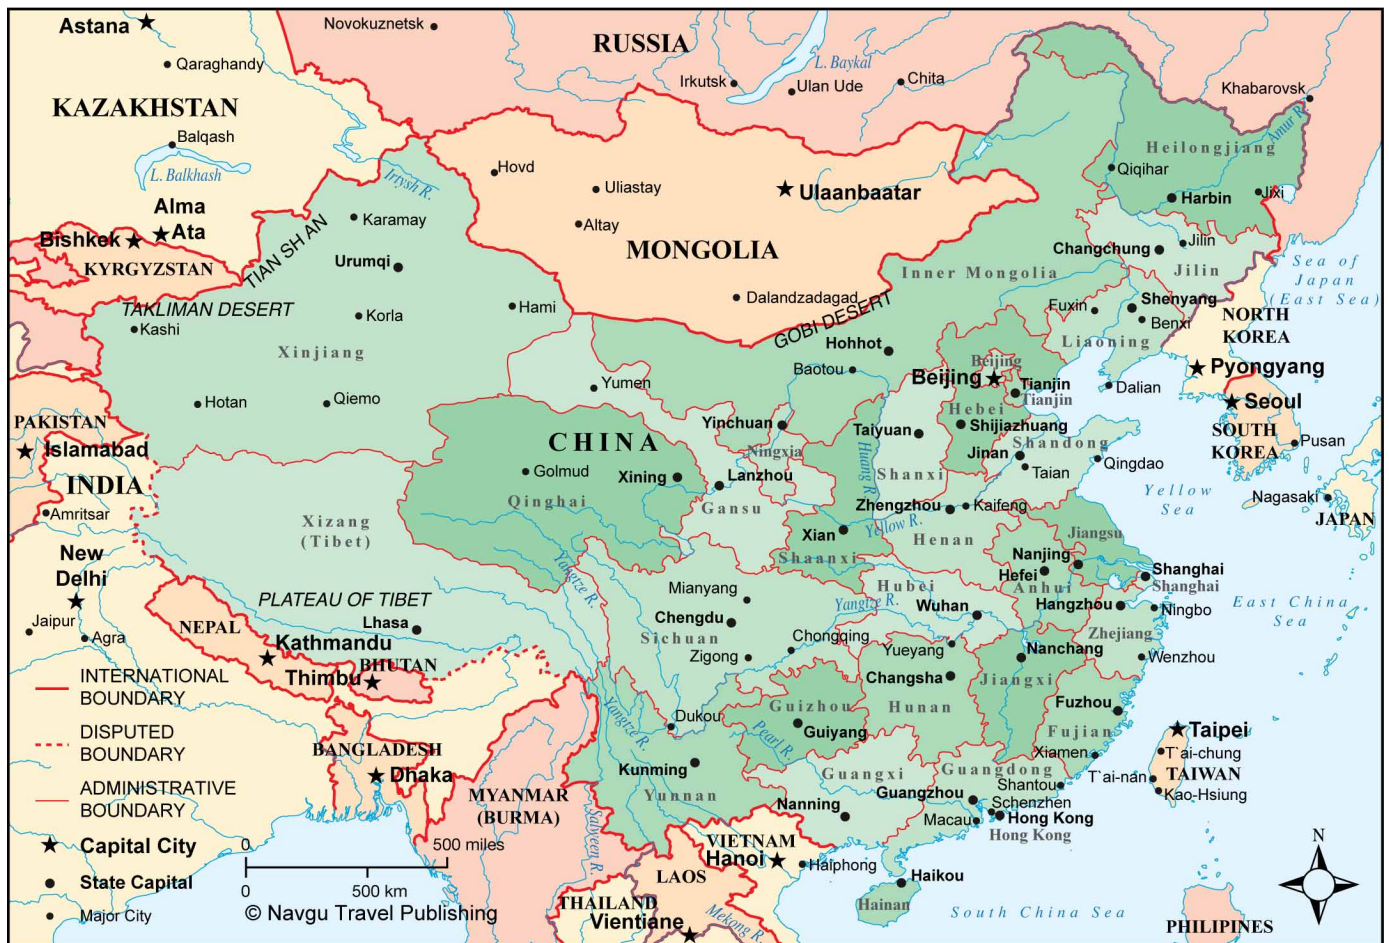 Astana
Novokuznetsk
RUSSIA
L. Baykal
Qaraghandy
Irkutsk
Ulan Ude
Chita
Khabarovsk
KAZAKHSTAN
Amur R.
Balqash
Heilongjiang
L. Balkhash
Irtysh R.
Hovd
Uliastay
Ulaanbaatar
Qiqihar
Harbin
Jixi
Alma
Ata
Karamay
Altay
Bishkek
TIAN SH AN
MONGOLIA
Changchung
Jilin
KYRGYZSTAN
Urumqi
Inner Mongolia
Jilin
Sea of
Japan
(East Sea)
TAKLIMAN DESERT
Hami
Dalandzadagad
GOBI DESERT
Fuxin
Shenyang
Benxi
NORTH
KOREA
Kashi
Korla
Hohhot
Liaoning
Xinjiang
Beijing
Baotou
Beijing
Tianjin
Tianjin
Pyongyang
Yumen
Dalian
Hotan
Qiemo
Hebei
Seoul
PAKISTAN
Islamabad
CHINA
Yinchuan
Taiyuan
Shijiazhuang
SOUTH
KOREA
Pusan
Huang R.
Shandong
Ningxia
Jinan
Taian
Qingdao
INDIA
Golmud
Xining
Lanzhou
Shanxi
Yellow
Sea
Nagasaki
Qinghai
Gansu
Zhengzhou
Kaifeng
JAPAN
Amritsar
Xizang
(Tibet)
Xian
Yellow R.
Henan
Jiangsu
New
Delhi
Shaanxi
Nanjing
Hefei
Anhui
Shanghai
Shanghai
Yangtze R.
Mianyang
Hubei
PLATEAU OF TIBET
Yangtze R.
Wuhan
Hangzhou
Ningbo
East China
Sea
Jaipur
Agra
NEPAL
Lhasa
Chengdu
Sichuan
Chongqing
Zhejiang
Kathmandu
Zigong
Yueyang
Nanchang
Wenzhou
BHUTAN
Thimbu
Changsha
Jiangxi
INTERNATIONAL
BOUNDARY
Guizhou
Hunan
Fuzhou
Dukou
Guiyang
Fujian
Taipei
DISPUTED
BOUNDARY
Yangtze R.
Pearl R.
BANGLADESH
Xiamen
T`ai-chung
Dhaka
Kunming
Guangxi
Guangdong
T`ai-nan
TAIWAN
ADMINISTRATIVE
BOUNDARY
MYANMAR
(BURMA)
Yunnan
Nanning
Guangzhou
Shantou
Kao-Hsiung
Schenzhen
Macau
Hong Kong
Hong Kong
Capital City
0
500 miles
Salween R.
VIETNAM
Hanoi
Haiphong
N
LAOS
State Capital
0
500 km
Haikou
Hainan
THAILAND
Major City
© Navgu Travel Publishing
Vientiane
Mekong R.
South China Sea
PHILIPINES